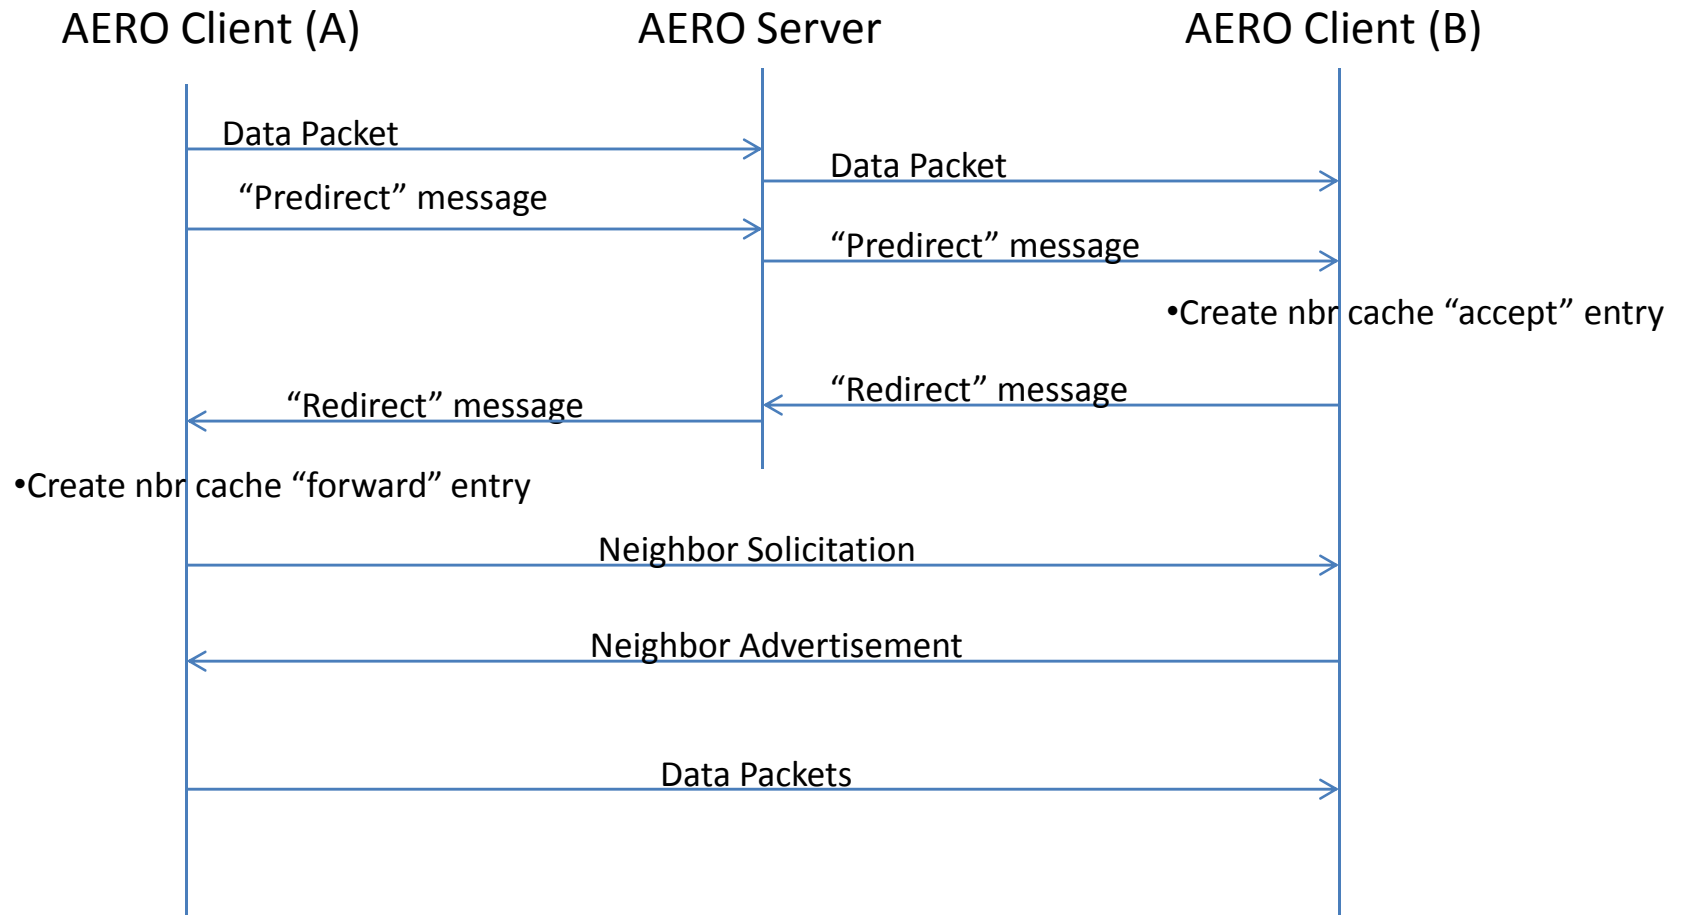 AERO Client (A)
AERO Server
AERO Client (B)
Data Packet
Data Packet
“Predirect” message
“Predirect” message
•Create nbr cache “accept” entry
“Redirect” message
“Redirect” message
•Create nbr cache “forward” entry
Neighbor Solicitation
Neighbor Advertisement
Data Packets